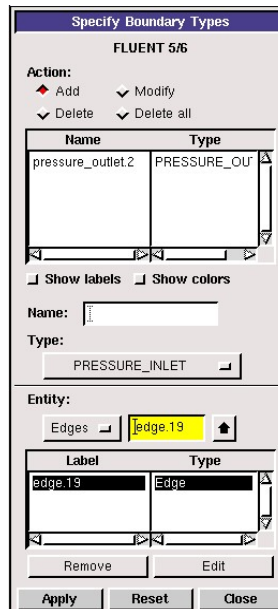 Specify Boundary Types
FLUENT 5/6
Action:
Add Modify
Delete Delete all
Name Type
pressure_outlet.2 PRESSURE_OUT
Show labels Show colors
Name:
Type:
PRESSURE_INLET
Entity:
Edges edge.19
Label Type
edge.19 Edge
Remove Edit
Apply Reset Close